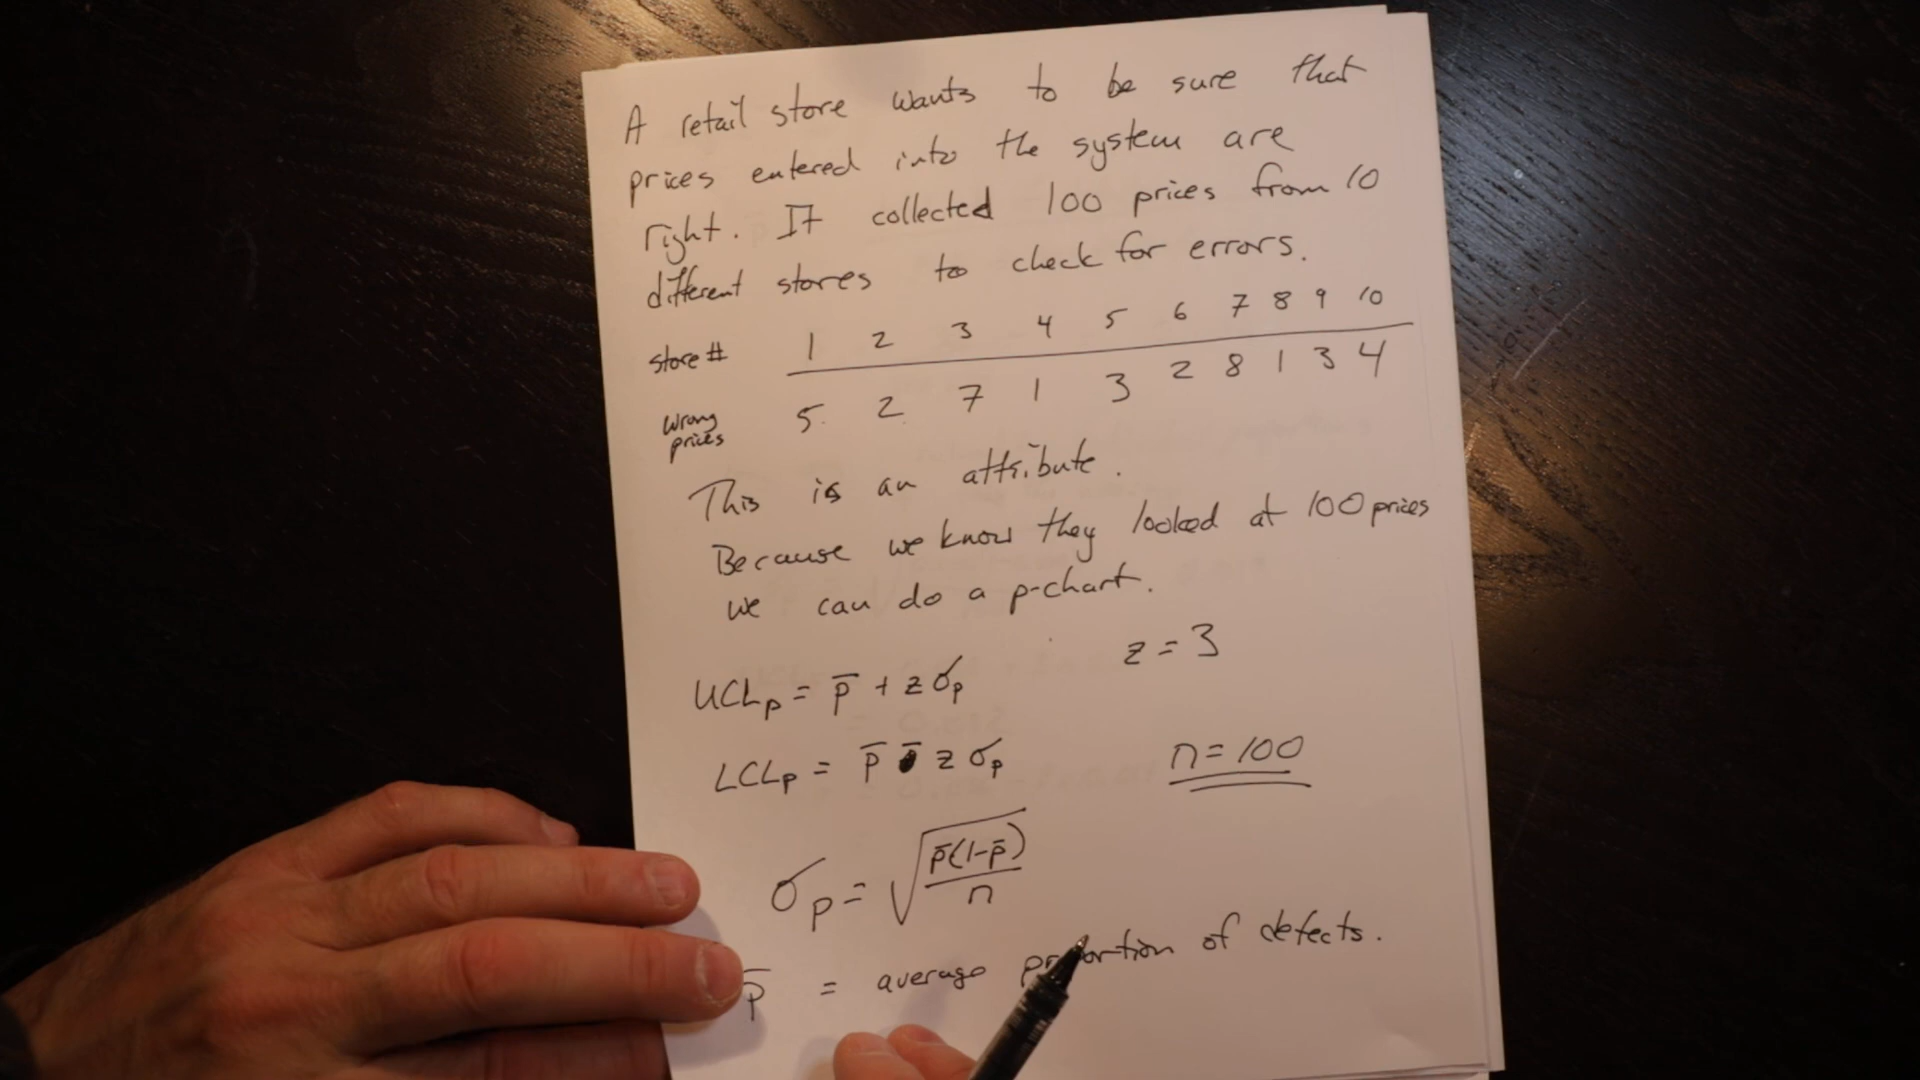 A retail store wants to be sure that
prices entered into the system are
right. It collected 100 prices from 10
different stores to check for errors.
store # 1 2 3 4 5 6 7 8 9 10
wrong prices 5 2 7 1 3 2 8 1 3 4
This is an attribute.
Because we know they looked at 100 prices
we can do a p-chart.
z = 3
UCLp = p̄ + z σp
LCLp = p̄ - z σp
n = 100
σp = √(p̄(1-p̄)/n)
p̄ = average proportion of defects.